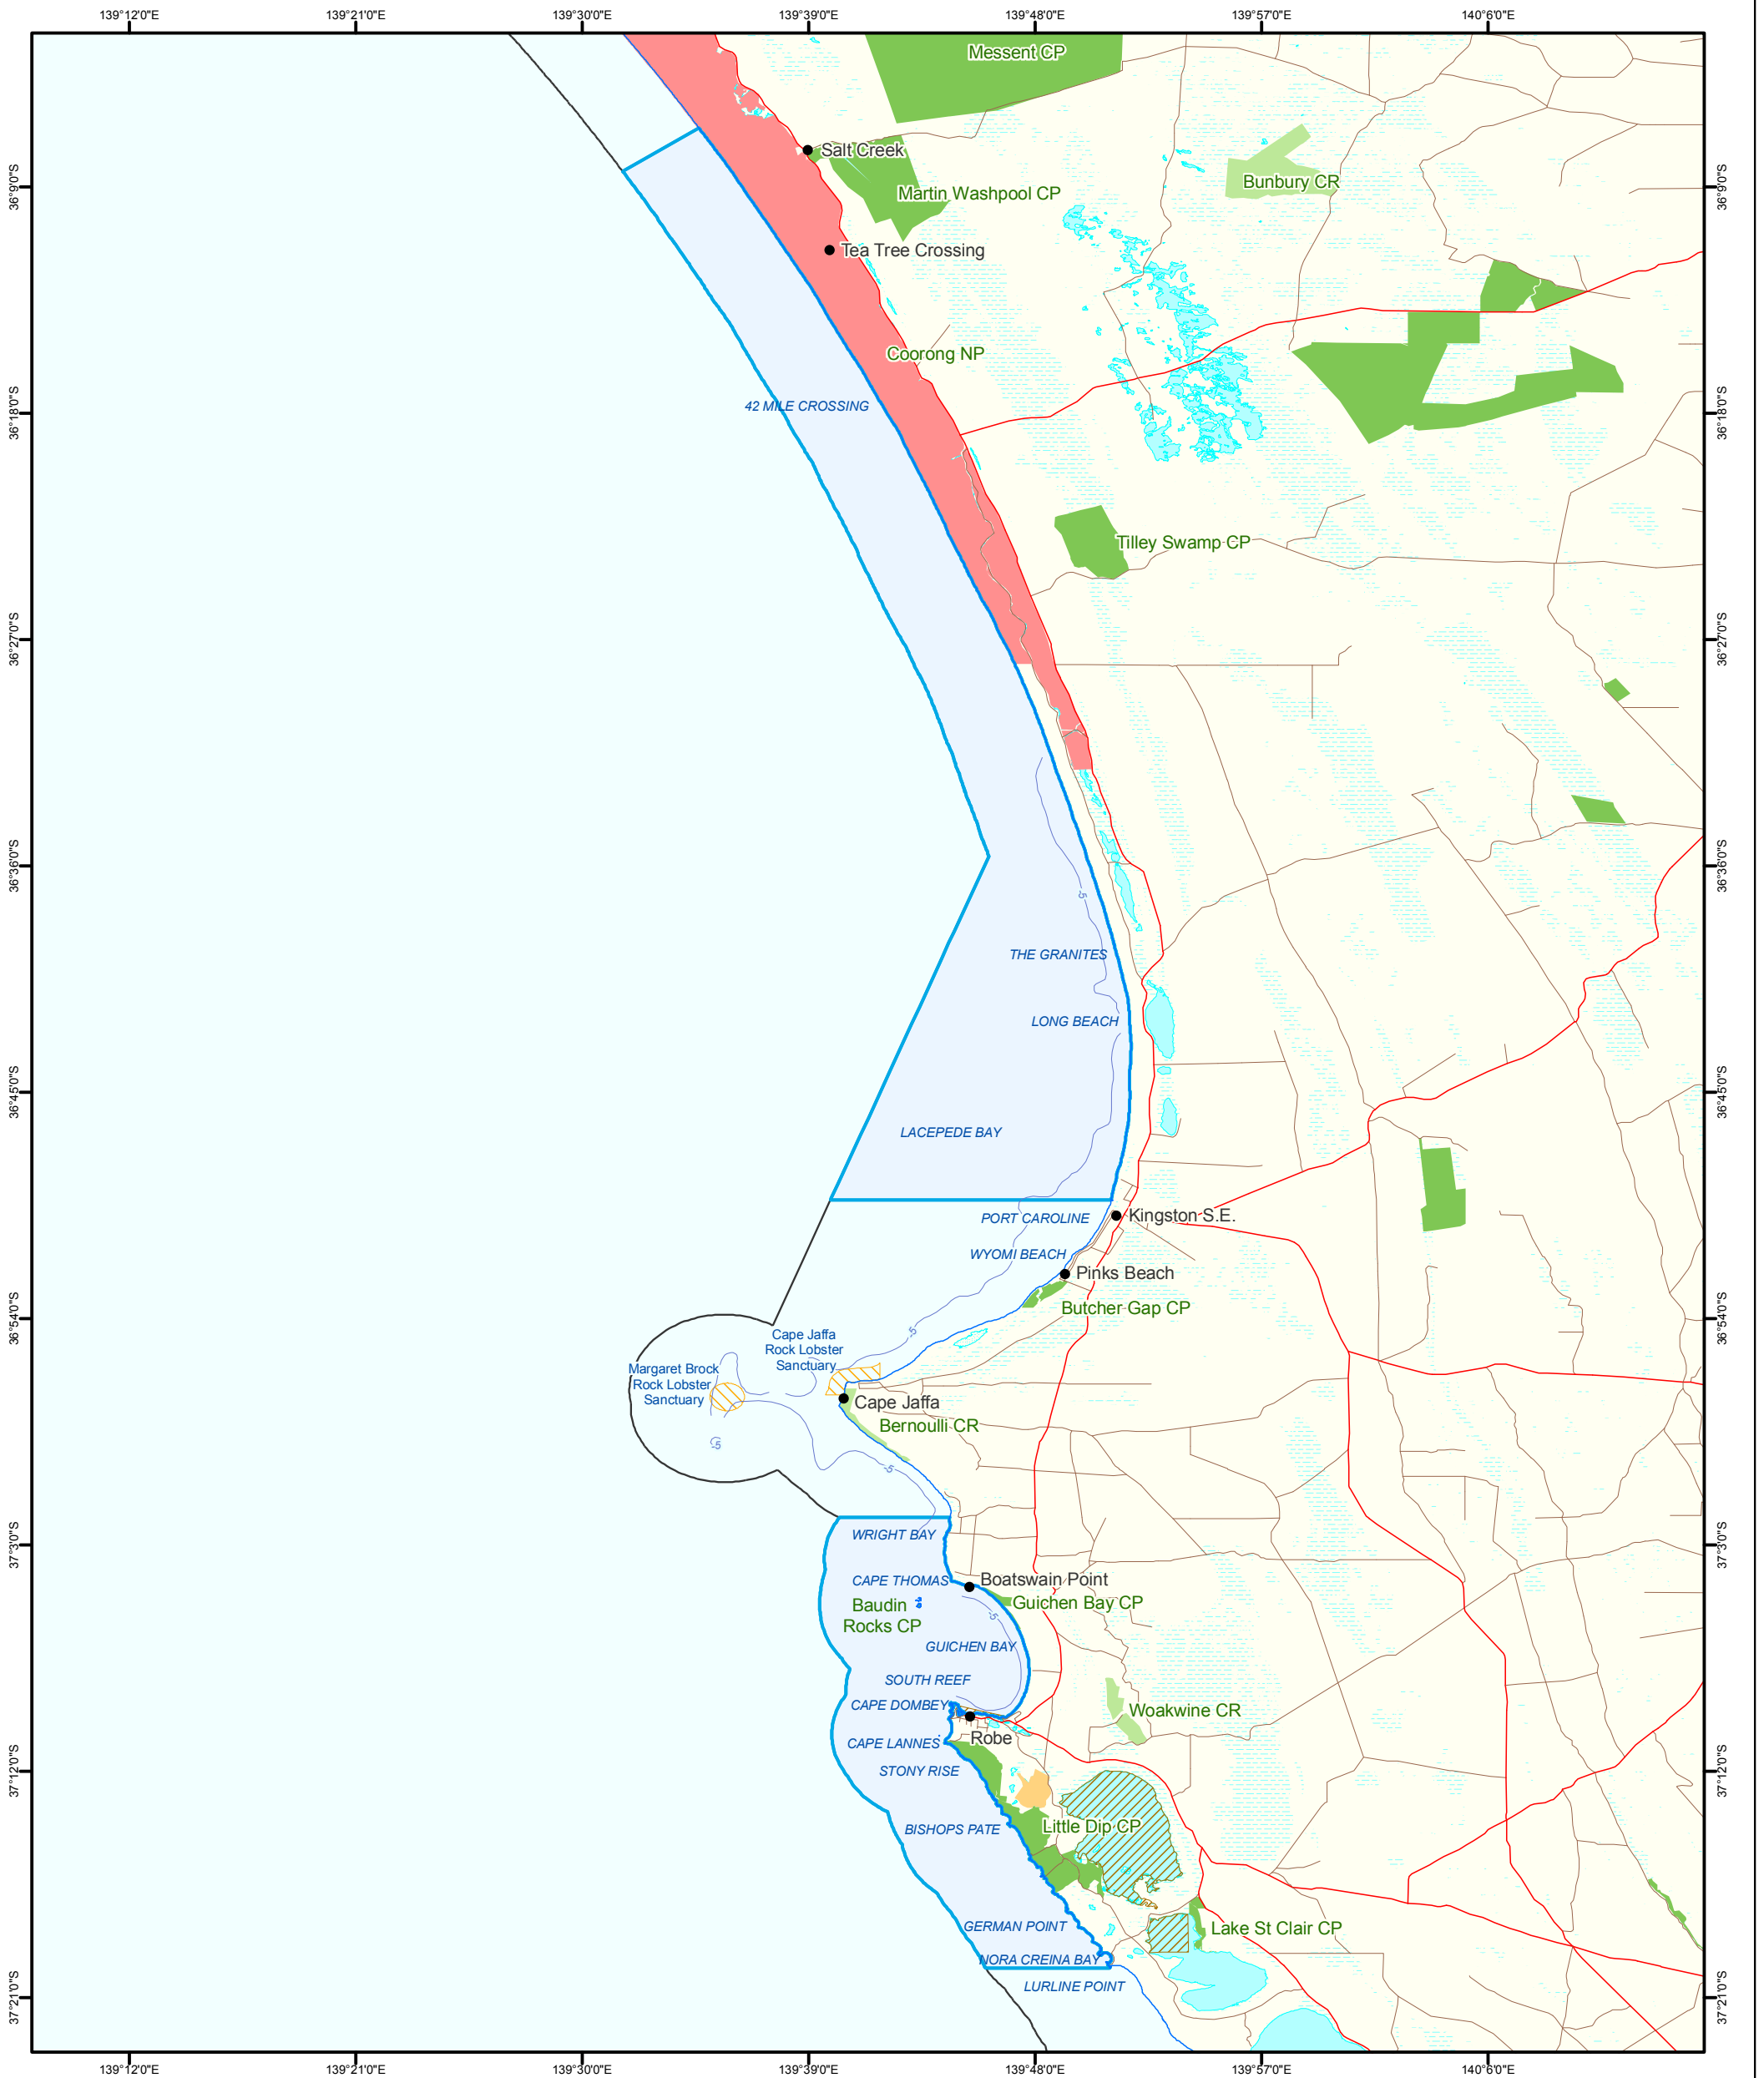 139°12'0"E
139°21'0"E
139°30'0"E
139°39'0"E
139°48'0"E
139°57'0"E
140°6'0"E
Messent CP
Salt Creek
Bunbury CR
36°9'0"S
36°9'0"S
Martin Washpool CP
Tea Tree Crossing
Coorong NP
42 MILE CROSSING
36°18'0"S
36°18'0"S
Tilley Swamp CP
36°27'0"S
36°27'0"S
36°36'0"S
36°36'0"S
-5
THE GRANITES
LONG BEACH
36°45'0"S
36°45'0"S
LACEPEDE BAY
PORT CAROLINE
Kingston S.E.
WYOMI BEACH
Pinks Beach
Butcher Gap CP
36°54'0"S
36°54'0"S
-5
Cape Jaffa
Rock Lobster
Sanctuary
Margaret Brock
Rock Lobster
Sanctuary
Cape Jaffa
Bernoulli CR
-5
-5
WRIGHT BAY
37°3'0"S
37°3'0"S
CAPE THOMAS
Boatswain Point
Baudin
Rocks CP
Guichen Bay CP
-5
GUICHEN BAY
SOUTH REEF
CAPE DOMBEY
Woakwine CR
Robe
CAPE LANNES
STONY RISE
37°12'0"S
37°12'0"S
BISHOPS PATE
Little Dip CP
GERMAN POINT
Lake St Clair CP
NORA CREINA BAY
LURLINE POINT
37°21'0"S
37°21'0"S
139°12'0"E
139°21'0"E
139°30'0"E
139°39'0"E
139°48'0"E
139°57'0"E
140°6'0"E